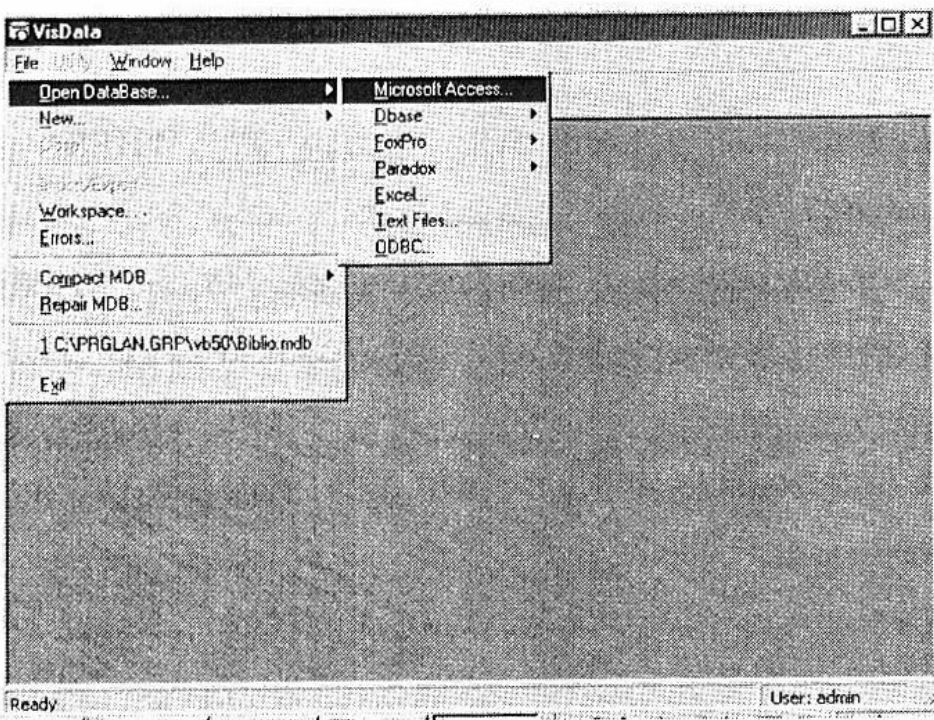 VisData
File Window Help
Open DataBase...
New...
Workspace...
Errors...
Compact MDB
Repair MDB...
1 C:\PRGLAN.GRP\vb50\Biblio.mdb
Exit
Microsoft Access...
Dbase
FoxPro
Paradox
Excel...
Text Files...
ODBC...
Ready
User: admin